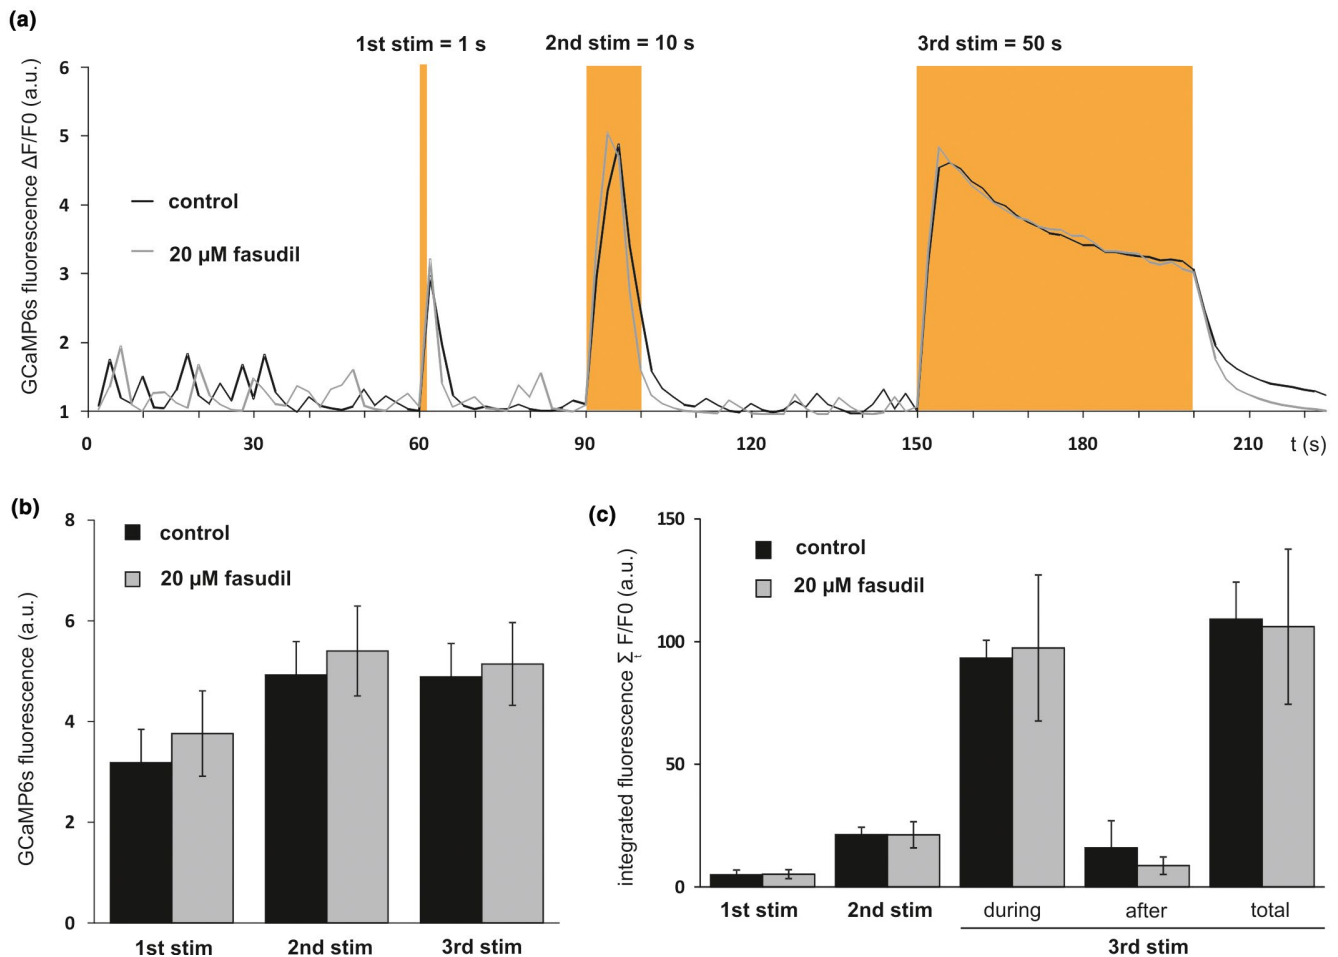 (a)
1st stim = 1 s
2nd stim = 10 s
3rd stim = 50 s
GCaMP6s fluorescence ΔF/F0 (a.u.)
6
5
4
3
2
1
control
20 µM fasudil
0
30
60
90
120
150
180
210
t (s)
(b)
GCaMP6s fluorescence (a.u.)
8
6
4
2
0
control
20 µM fasudil
1st stim
2nd stim
3rd stim
(c)
integrated fluorescence Σ F/F0 (a.u.)
t
150
100
50
0
control
20 µM fasudil
1st stim
2nd stim
during
after
total
3rd stim